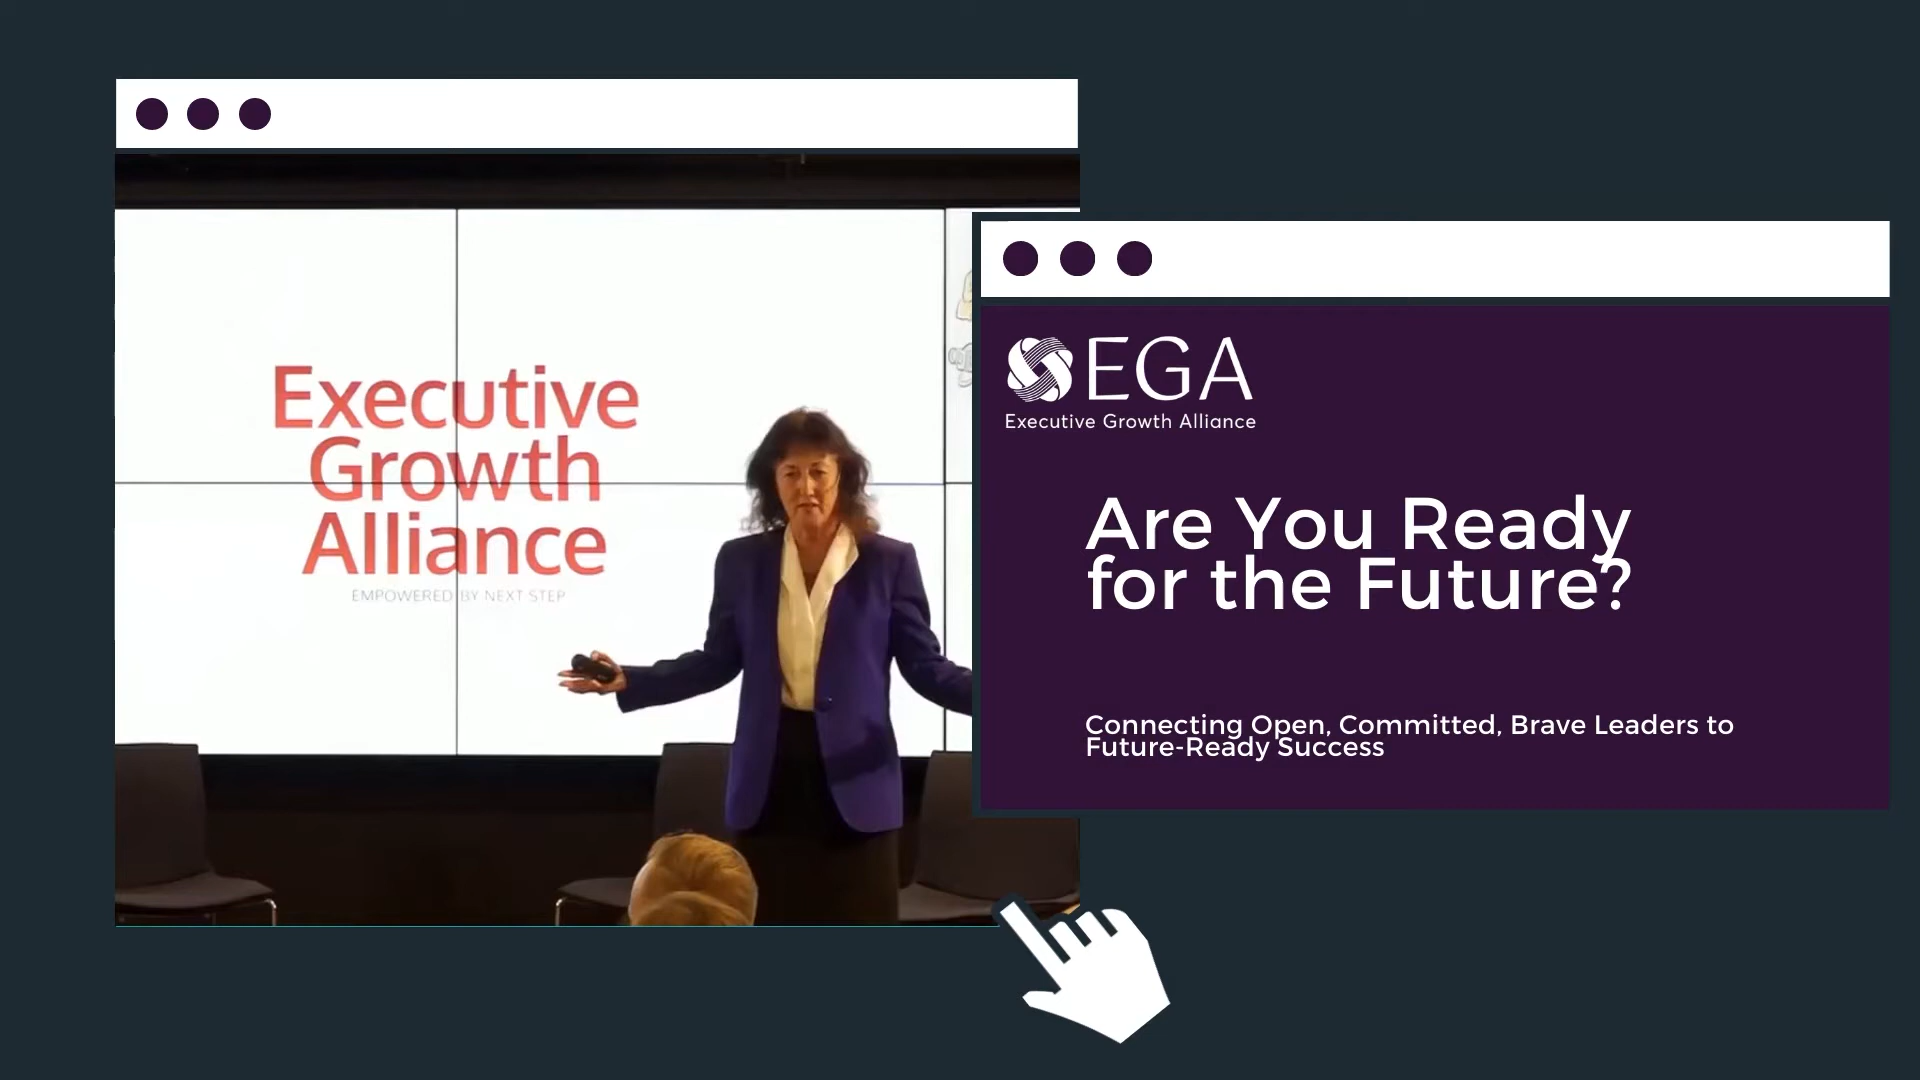 Executive
Growth
Alliance
EMPOWERED BY NEXT STEP
EGA
Executive Growth Alliance
Are You Ready
for the Future?
Connecting Open, Committed, Brave Leaders to
Future-Ready Success